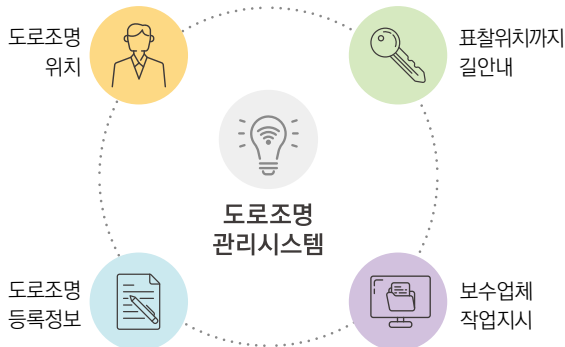 도로조명
위치
표찰위치까지
길안내
도로조명
관리시스템
도로조명
등록정보
보수업체
작업지시